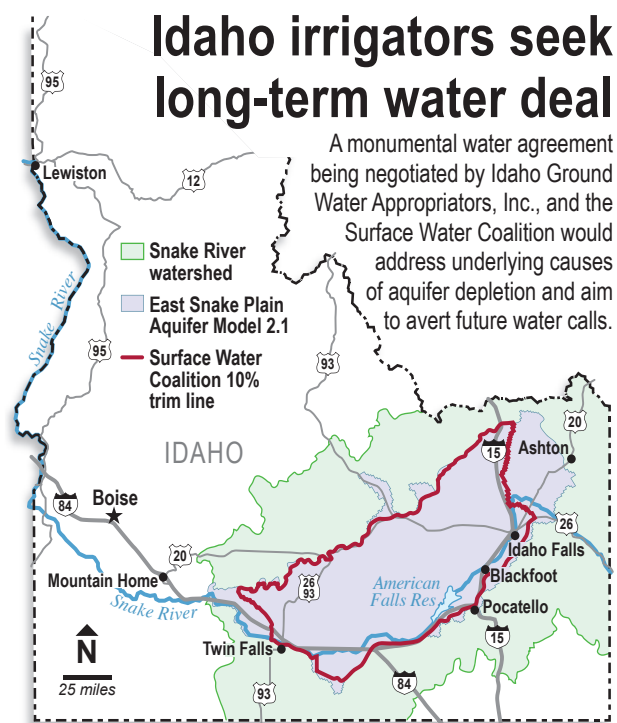 Idaho irrigators seek
long-term water deal
A monumental water agreement
being negotiated by Idaho Ground
Water Appropriators, Inc., and the
Surface Water Coalition would
address underlying causes
of aquifer depletion and aim
to avert future water calls.
95
Lewiston
12
Snake River
watershed
East Snake Plain
Aquifer Model 2.1
Surface Water
Coalition 10%
trim line
Snake River
95
93
IDAHO
15
20
Ashton
84
Boise
26
Idaho Falls
20
Mountain Home
26
93
American
Falls Res.
Blackfoot
Snake River
Pocatello
N
25 miles
Twin Falls
15
93
84